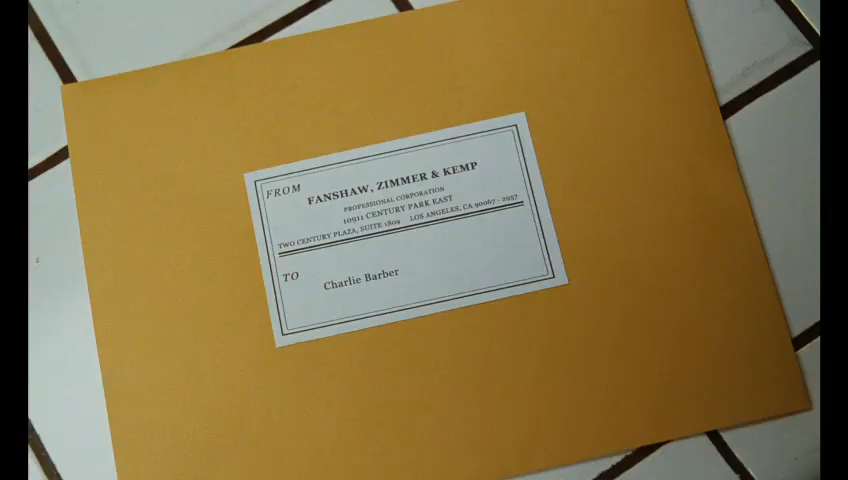 FROM
FANSHAW, ZIMMER & KEMP
PROFESSIONAL CORPORATION
10911 CENTURY PARK EAST
TWO CENTURY PLAZA, SUITE 1809 LOS ANGELES, CA 90067 - 2957
TO
Charlie Barber